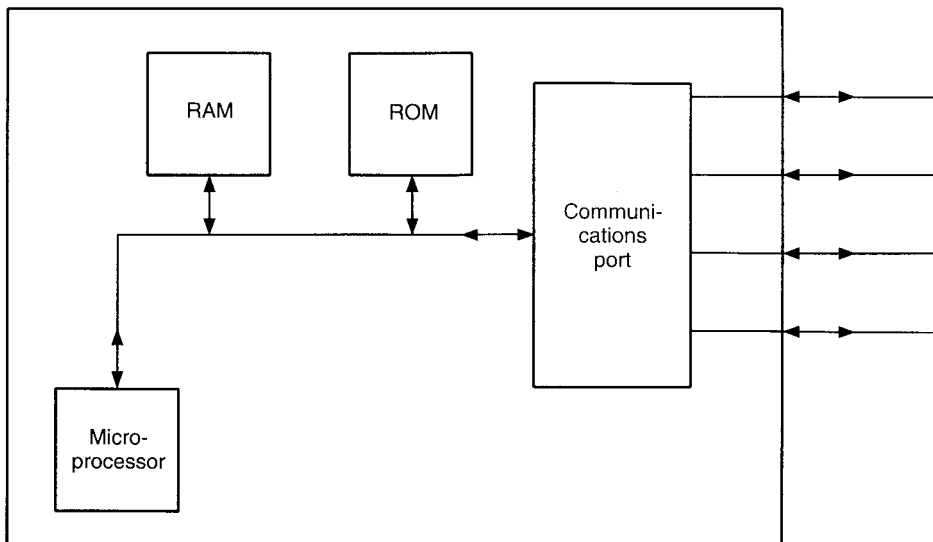 RAM
ROM
Communi-
cations
port
Micro-
processor